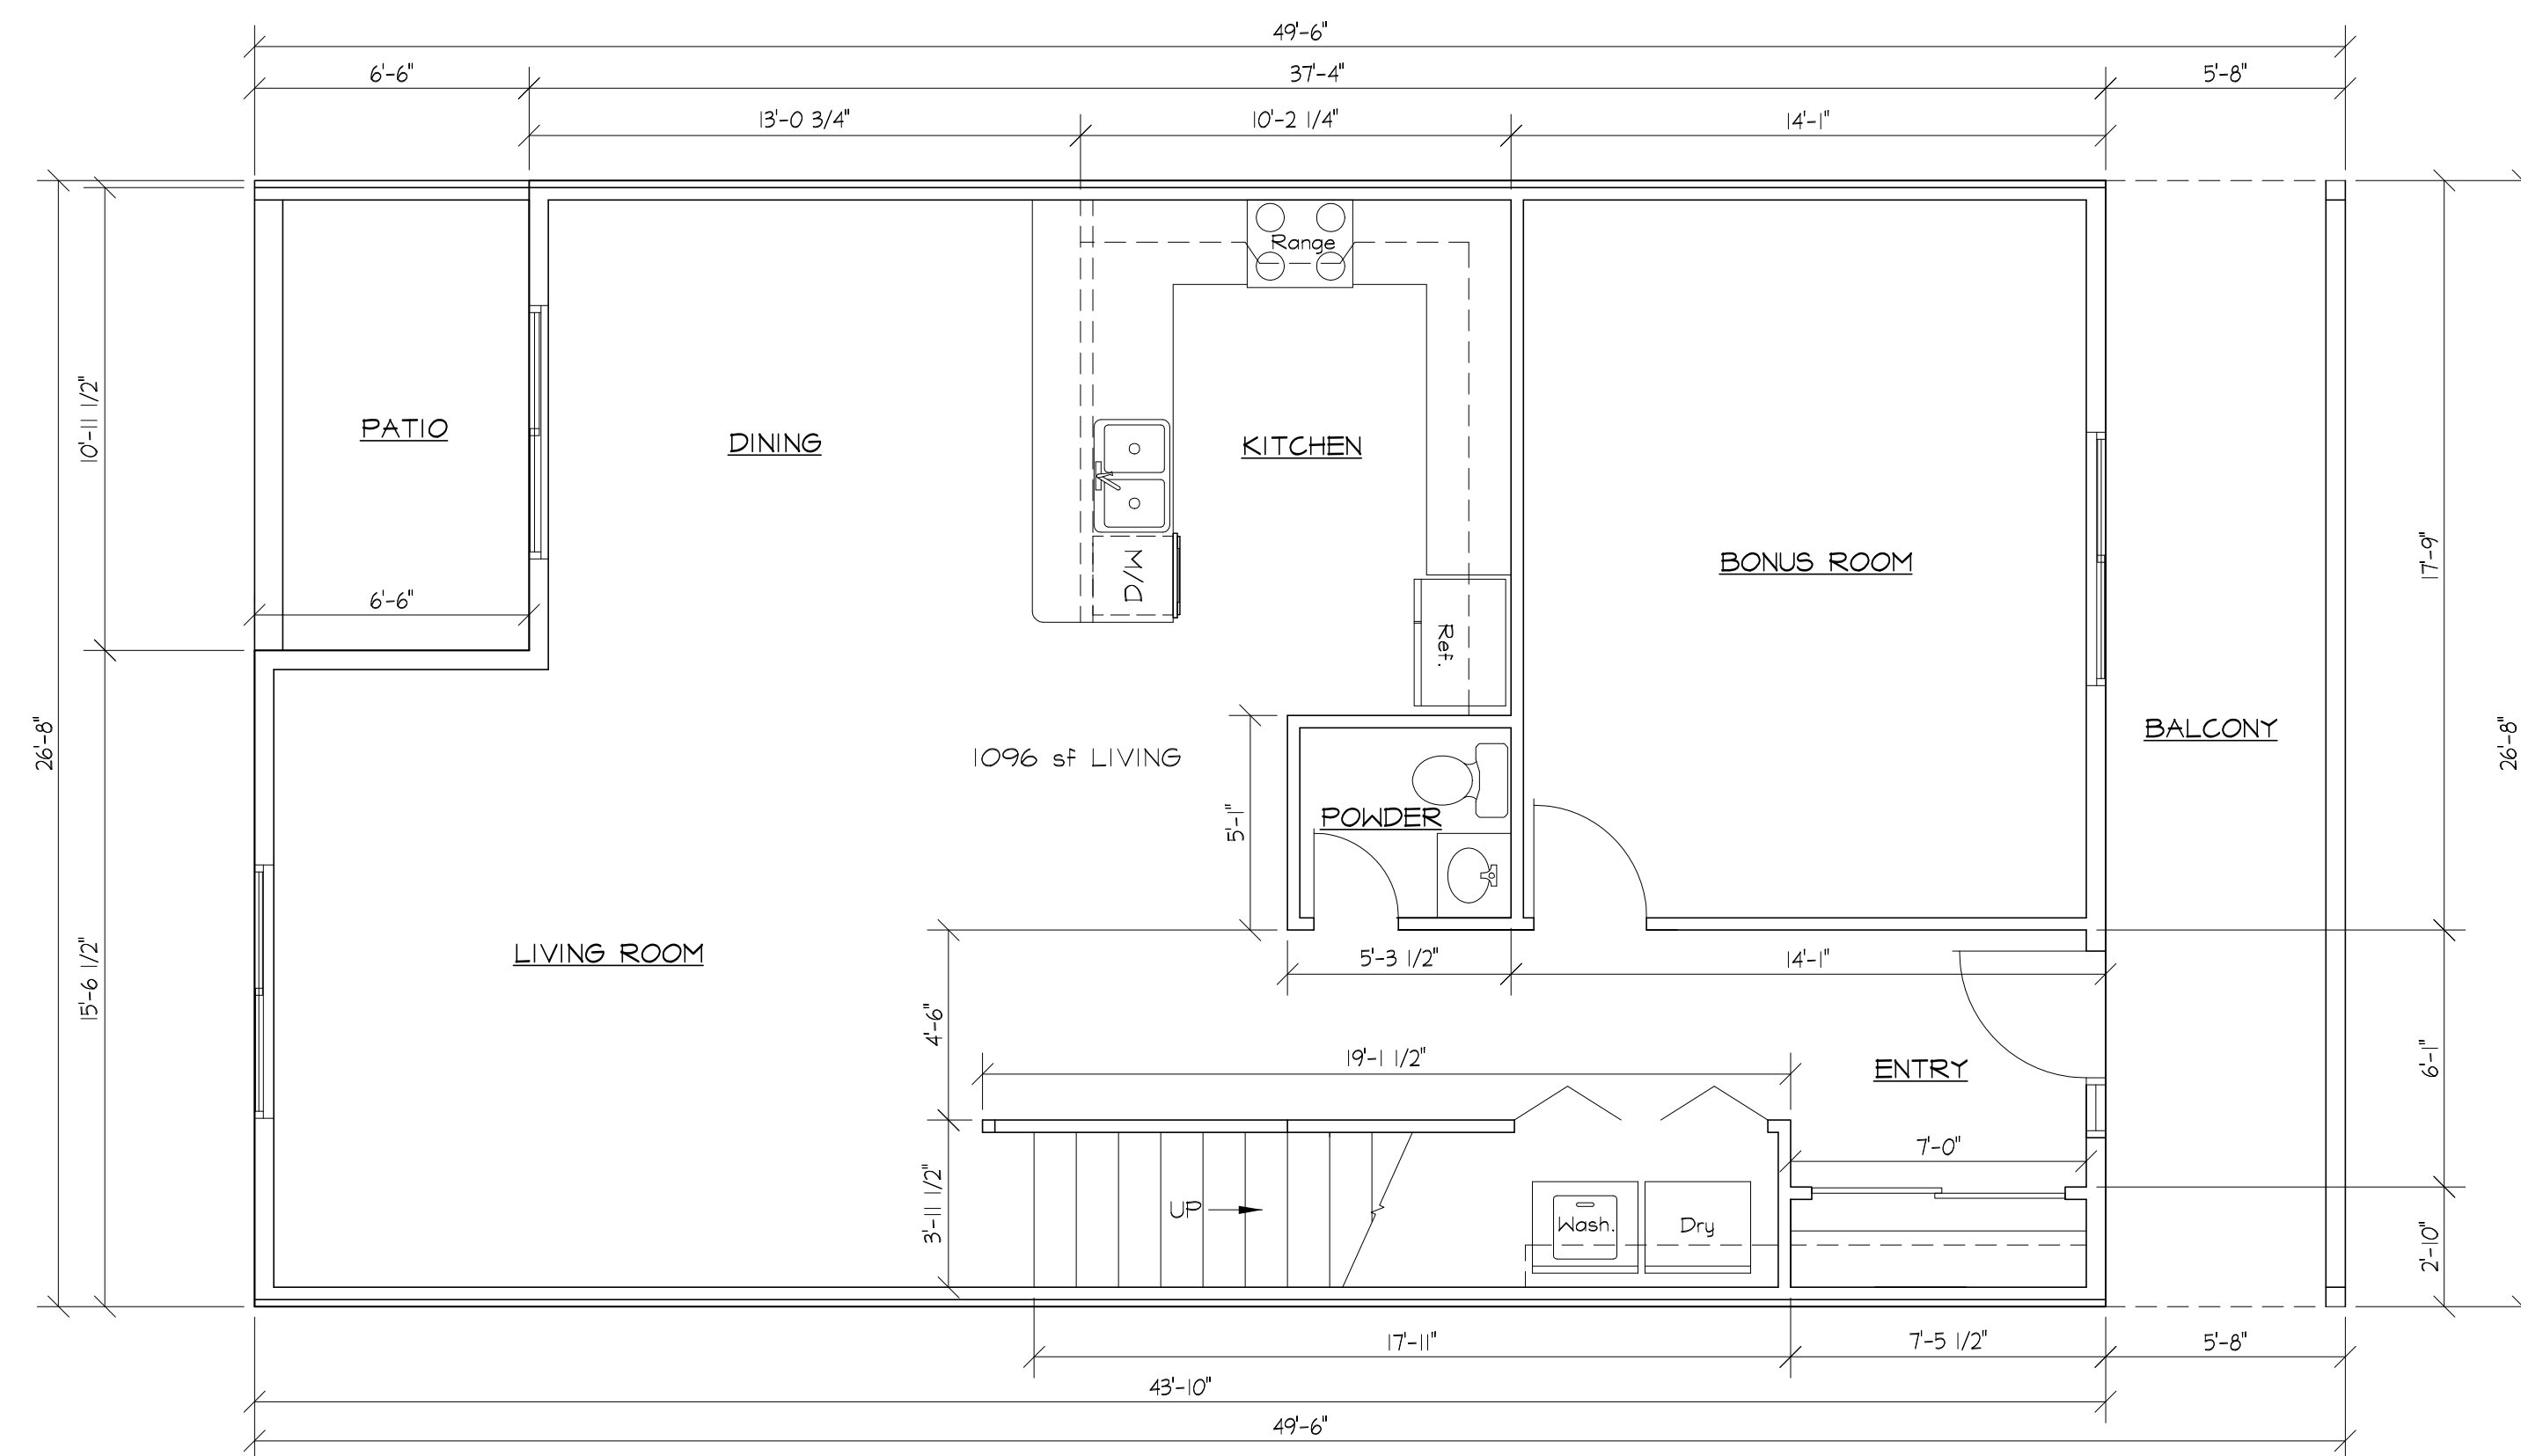 49'-6"
6'-6" 37'-4" 5'-8"
13'-0 3/4" 10'-2 1/4" 14'-1"
Range
10'-11 1/2"
PATIO
DINING
KITCHEN
BONUS ROOM
17'-9"
D/W
6'-6"
Ref.
26'-8"
BALCONY
26'-8"
1096 sf LIVING
5'-1"
POWDER
LIVING ROOM
15'-6 1/2"
5'-3 1/2" 14'-1"
4'-6"
19'-1 1/2"
ENTRY
6'-1"
7'-0"
3'-11 1/2"
UP
Wash.
Dry
2'-10"
17'-11" 7'-5 1/2" 5'-8"
43'-10"
49'-6"